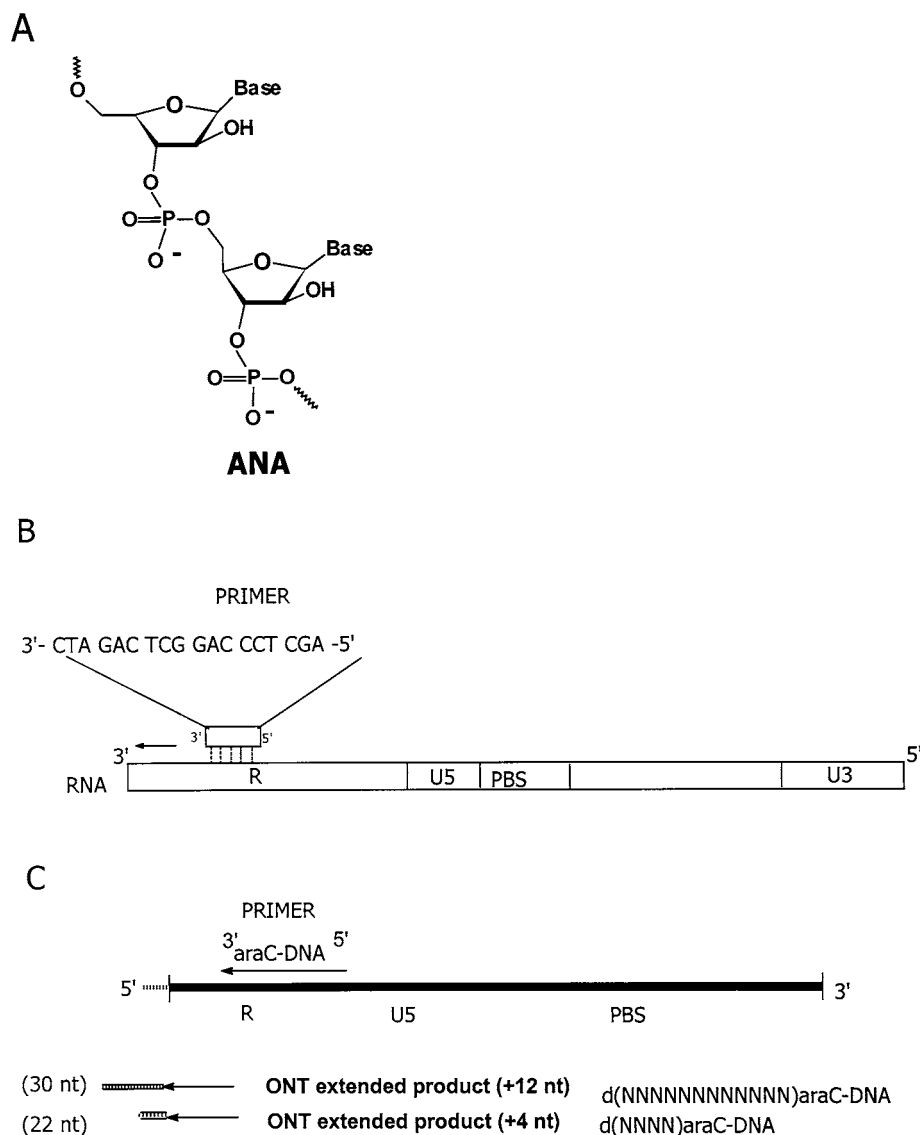 A
O
O
Base
OH
O
O=P–O
O-
O
Base
OH
O
O=P–O
O-
ANA
B
PRIMER
3'- CTA GAC TCG GAC CCT CGA -5'
3' 5'
3' 5'
RNA R U5 PBS U3
C
PRIMER
3' araC-DNA 5'
5' 3'
R U5 PBS
(30 nt) ONT extended product (+12 nt) d(NNNNNNNNNNNN)araC-DNA
(22 nt) ONT extended product (+4 nt) d(NNNN)araC-DNA